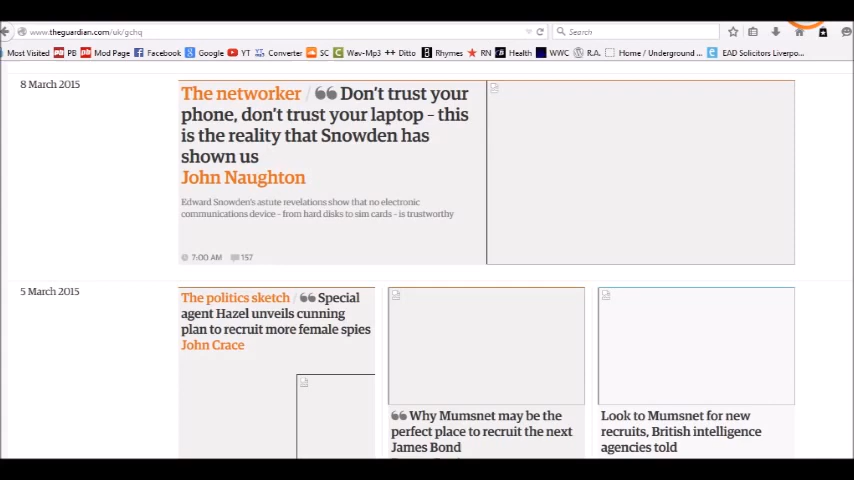 www.theguardian.com/uk/gchq
Search
Most Visited PB Mod Page Facebook Google YT Converter SC Wav-Mp3 Ditto Rhymes RN Health WWC R.A. Home / Underground ... EAD Solicitors Liverpo...
8 March 2015
The networker / Don't trust your
phone, don't trust your laptop – this
is the reality that Snowden has
shown us
John Naughton
Edward Snowden's astute revelations show that no electronic
communications device – from hard disks to sim cards – is trustworthy
7:00 AM 157
5 March 2015
The politics sketch / Special
agent Hazel unveils cunning
plan to recruit more female spies
John Crace
Why Mumsnet may be the
perfect place to recruit the next
James Bond
Look to Mumsnet for new
recruits, British intelligence
agencies told